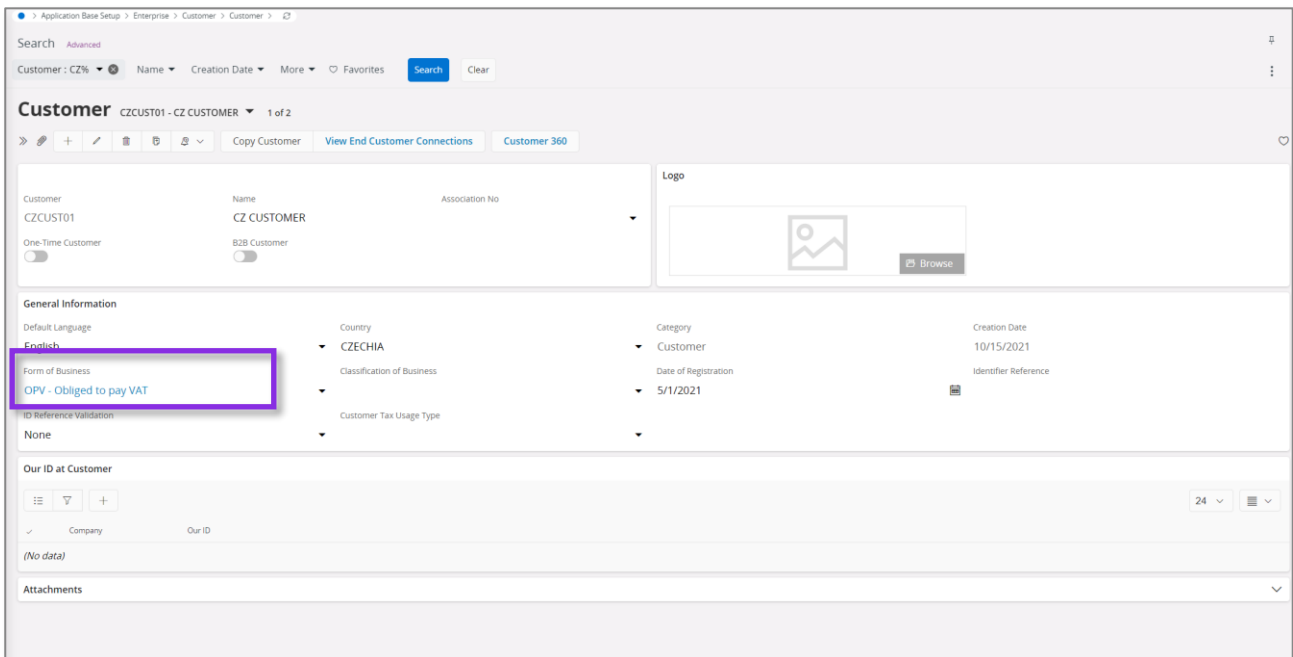 > Application Base Setup > Enterprise > Customer > Customer >
Search Advanced
Customer : CZ% Name Creation Date More Favorites Search Clear
Customer CZCUST01 - CZ CUSTOMER 1 of 2
Copy Customer View End Customer Connections Customer 360
Logo
Customer Name Association No
CZCUST01 CZ CUSTOMER
One-Time Customer B2B Customer
Browse
General Information
Default Language Country Category Creation Date
English CZECHIA Customer 10/15/2021
Form of Business Classification of Business Date of Registration Identifier Reference
OPV - Obliged to pay VAT 5/1/2021
ID Reference Validation Customer Tax Usage Type
None
Our ID at Customer
24
Company Our ID
(No data)
Attachments